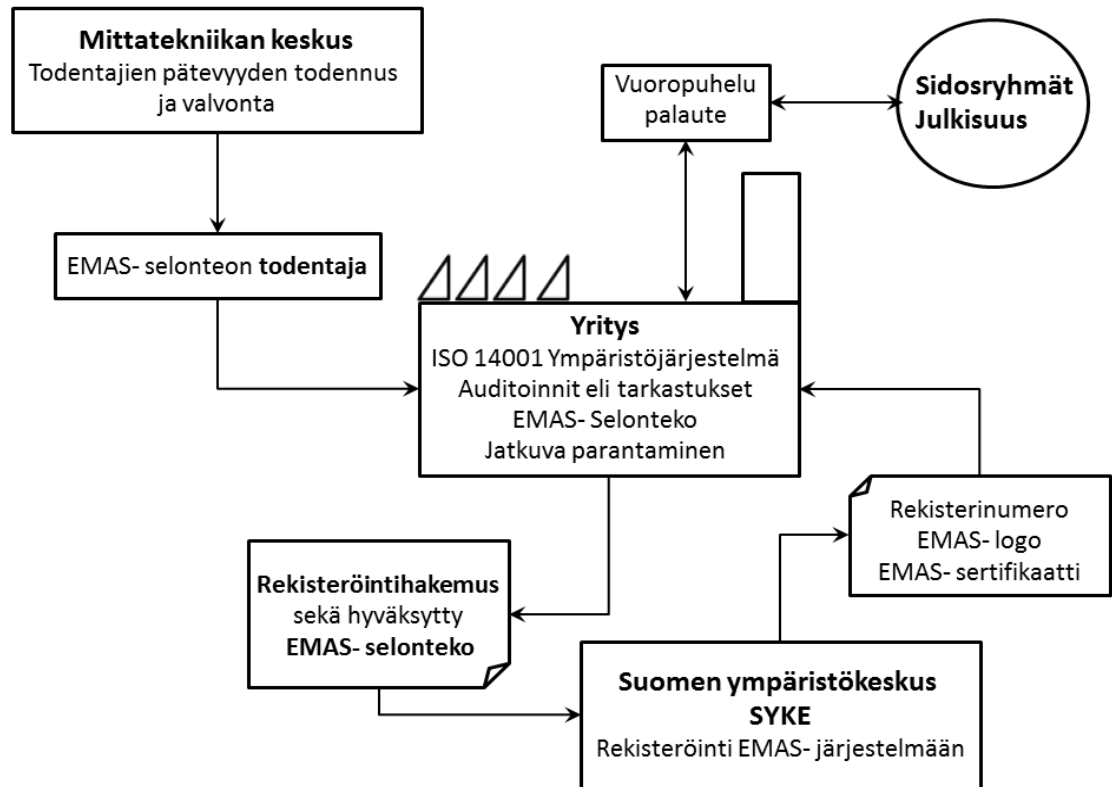 Mittatekniikan keskus
Todentajien pätevyyden todennus
ja valvonta
Vuoropuhelu
palaute
Sidosryhmät
Julkisuus
EMAS- selonteon todentaja
Yritys
ISO 14001 Ympäristöjärjestelmä
Auditoinnit eli tarkastukset
EMAS- Selonteko
Jatkuva parantaminen
Rekisterinumero
EMAS- logo
EMAS- sertifikaatti
Rekisteröintihakemus
sekä hyväksytty
EMAS- selonteko
Suomen ympäristökeskus
SYKE
Rekisteröinti EMAS- järjestelmään